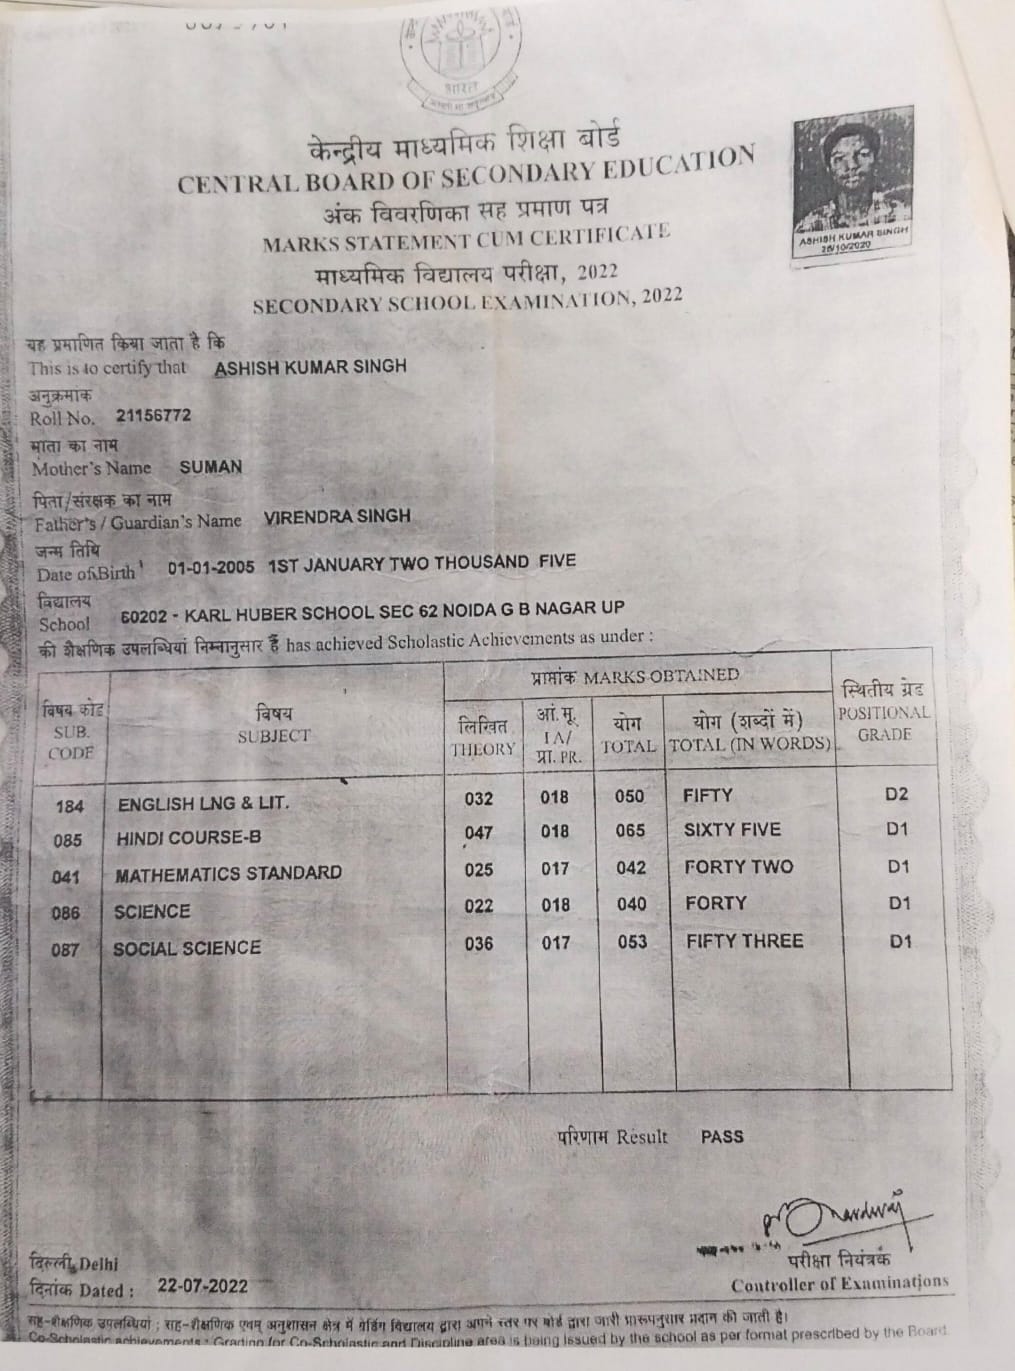 भारत
केन्द्रीय माध्यमिक शिक्षा बोर्ड
CENTRAL BOARD OF SECONDARY EDUCATION
अंक विवरणिका सह प्रमाण पत्र
MARKS STATEMENT CUM CERTIFICATE
माध्यमिक विद्यालय परीक्षा, 2022
SECONDARY SCHOOL EXAMINATION, 2022
ASHISH KUMAR SINGH
26/10/2020
यह प्रमाणित किया जाता है कि
This is to certify that ASHISH KUMAR SINGH
अनुक्रमांक
Roll No. 21156772
माता का नाम
Mother's Name SUMAN
पिता/संरक्षक का नाम
Father's / Guardian's Name VIRENDRA SINGH
जन्म तिथि
Date of Birth 01-01-2005 1ST JANUARY TWO THOUSAND FIVE
विद्यालय
School 60202 - KARL HUBER SCHOOL SEC 62 NOIDA G B NAGAR UP
की शैक्षणिक उपलब्धियां निम्नानुसार हैं has achieved Scholastic Achievements as under :
विषय कोड SUB. CODE
विषय SUBJECT
प्राप्तांक MARKS OBTAINED
लिखित THEORY
आं.मू. IA/ प्रा. PR.
योग TOTAL
योग (शब्दों में) TOTAL (IN WORDS)
स्थितीय ग्रेड POSITIONAL GRADE
184 ENGLISH LNG & LIT. 032 018 050 FIFTY D2
085 HINDI COURSE-B 047 018 065 SIXTY FIVE D1
041 MATHEMATICS STANDARD 025 017 042 FORTY TWO D1
086 SCIENCE 022 018 040 FORTY D1
087 SOCIAL SCIENCE 036 017 053 FIFTY THREE D1
परिणाम Result PASS
दिल्ली Delhi
दिनांक Dated : 22-07-2022
परीक्षा नियंत्रक
Controller of Examinations
सह-शैक्षणिक उपलब्धियां : सह-शैक्षणिक एवम् अनुशासन क्षेत्र में ग्रेडिंग विद्यालय द्वारा अपने स्तर पर बोर्ड द्वारा जारी प्रारूपनुसार प्रदान की जाती है।
Co-Scholastic achievements : Grading for Co-Scholastic and Discipline area is being issued by the school as per format prescribed by the Board.